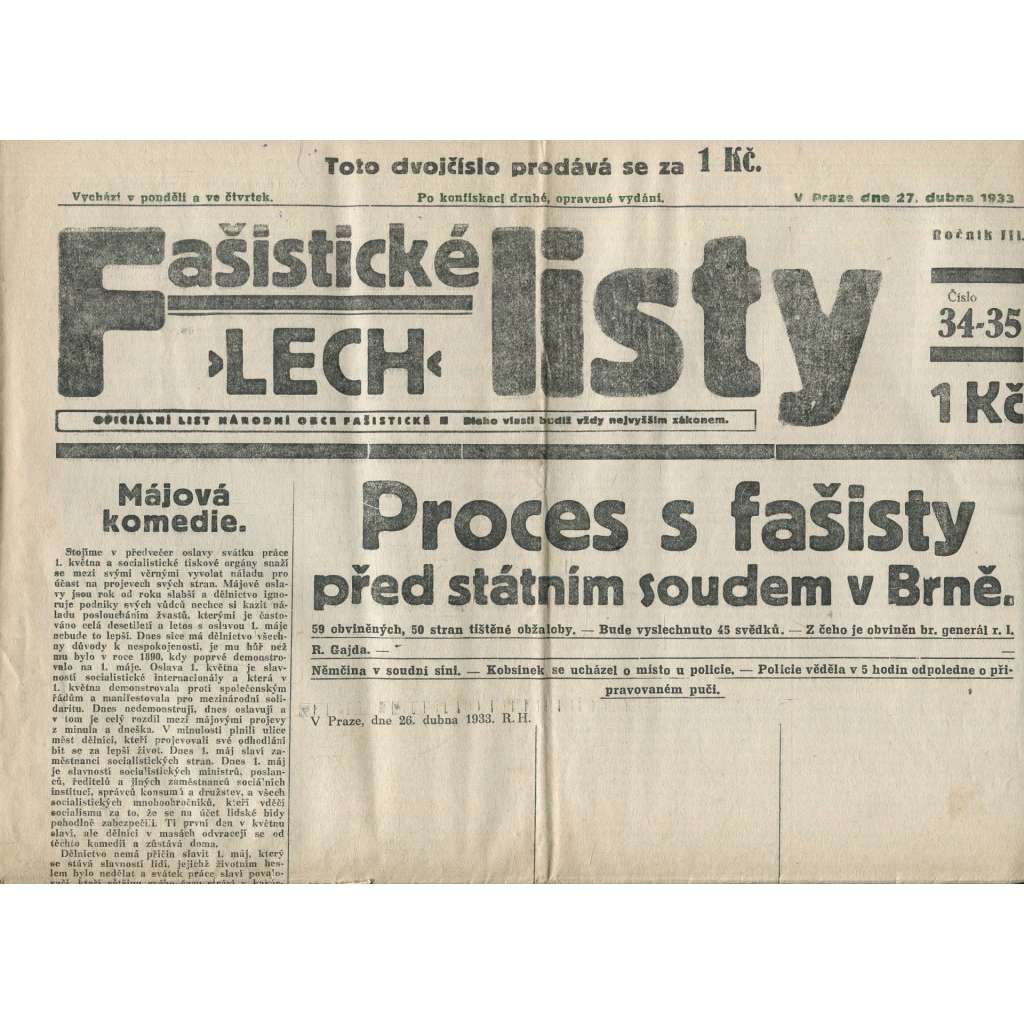 Toto dvojčíslo prodává se za 1 Kč.
Vychází v pondělí a ve čtvrtek.
Po konfiskaci druhé, opravené vydání.
V Praze dne 27. dubna 1933
Fašistické listy
›LECH‹
Ročník III.
Číslo
34-35
1 Kč
OFICIÁLNÍ LIST NÁRODNÍ OBCE FAŠISTICKÉ Blaho vlasti budiž vždy nejvyšším zákonem.
Májová
komedie.
Stojíme v předvečer oslavy svátku práce
1. května a socialistické tiskové orgány snaží
se mezi svými věrnými vyvolat náladu pro
účast na projevech svých stran. Májové osla-
vy jsou rok od roku slabší a dělnictvo igno-
ruje podniky svých vůdců nechce si kazit ná-
ladu posloucháním žvastů, kterými je často-
váno celá desetiletí a letos s oslavou 1. máje
nebude to lepší. Dnes sice má dělnictvo všech-
ny důvody k nespokojenosti, je mu hůř než
mu bylo v roce 1890, kdy poprvé demonstro-
valo na 1. máje. Oslava 1. května je slav-
ností socialistické internacionály a která v
1. května demonstrovala proti společenským
řádům a manifestovala pro mezinárodní soli-
daritu. Dnes nedemonstrují, dnes oslavují a
v tom je celý rozdíl mezi májovými projevy
z minula a dneška. V minulosti plnili ulice
měst dělníci, kteří projevovali své odhodlání
bít se za lepší život. Dnes 1. máj slaví za-
městnanci socialistických stran. Dnes 1. máj
je slavností socialistických ministrů, poslan-
ců, ředitelů a jiných zaměstnanců sociálních
institucí, správců konsumů a družstev, a všech
socialistických mnohoobročníků, kteří vděčí
socialismu za to, že se na účet lidské bídy
pohodlně zabezpečili. Ti první den v květnu
slaví, ale dělníci v masách odvracejí se od
těchto komedií a zůstává doma.
Dělnictvo nemá příčin slavit 1. máj, který
se stává slavností lidí, jejichž životním hes-
lem bylo nedělat a svátek práce slaví povale-
Proces s fašisty
před státním soudem v Brně.
59 obviněných, 50 stran tištěné obžaloby. — Bude vyslechnuto 45 svědků. — Z čeho je obviněn br. generál r. l.
R. Gajda. — —
Němčina v soudní síni. — Kobsinek se ucházel o místo u policie. — Policie věděla v 5 hodin odpoledne o při-
pravovaném puči.
V Praze, dne 26. dubna 1933. R. H.